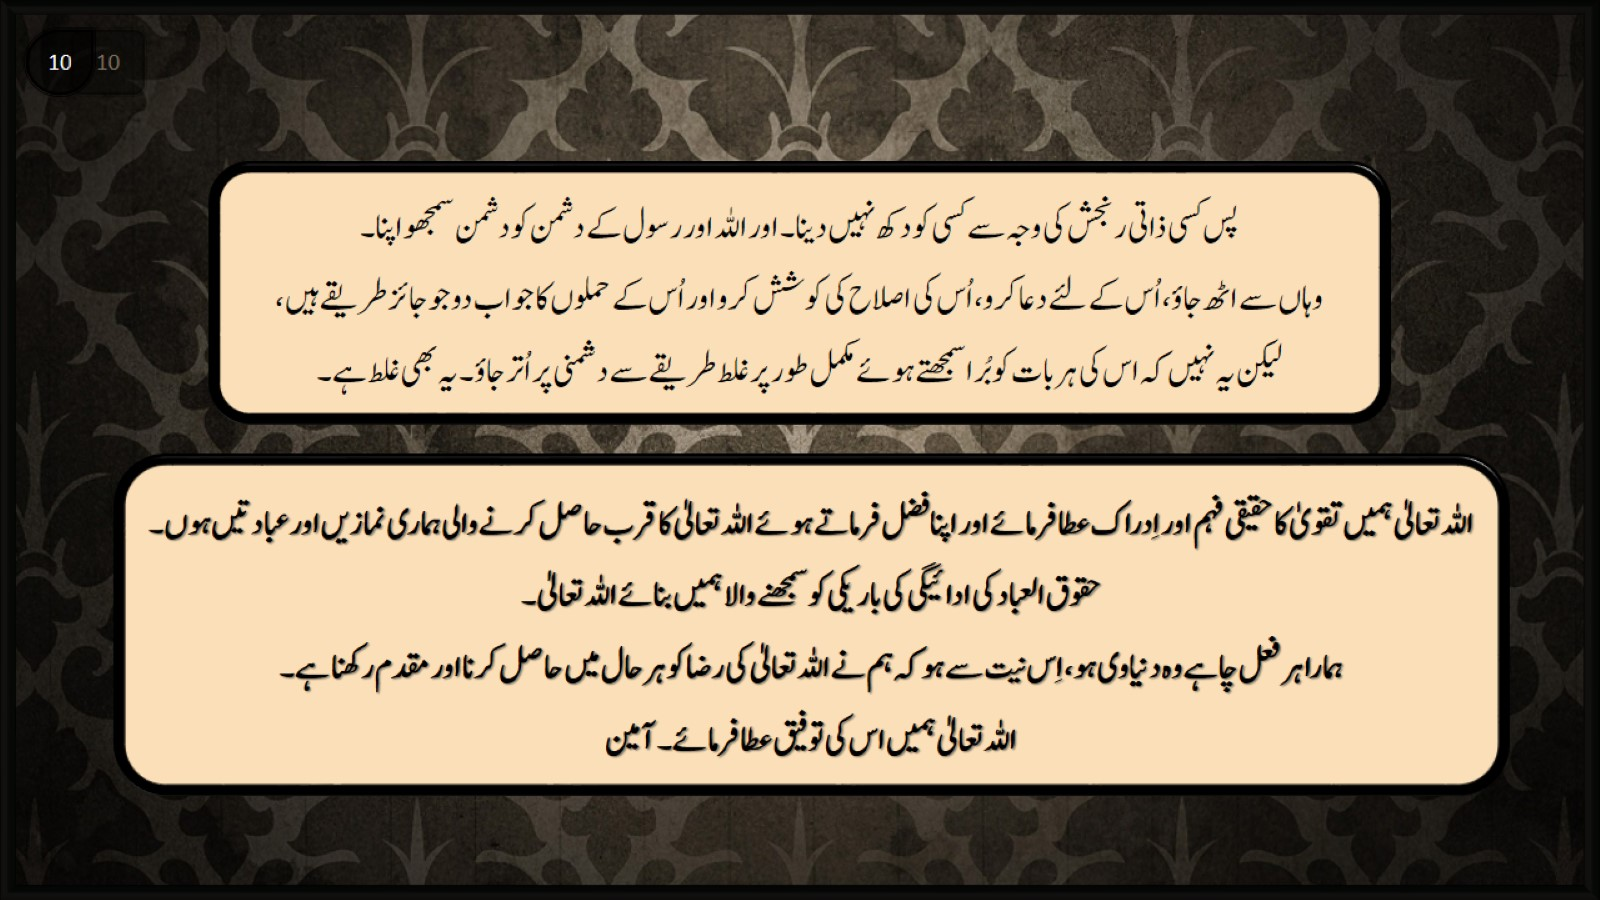 10 10
پس کسی ذاتی رنجش کی وجہ سے کسی کو دکھ نہیں دینا۔ اور اللہ اور رسول کے دشمن کو دشمن سمجھو اپنا۔
وہاں سے اٹھ جاؤ، اُس کے لئے دعا کرو، اُس کی اصلاح کی کوشش کرو اور اُس کے حملوں کا جواب دو جو جائز طریقے ہیں،
لیکن یہ نہیں کہ اس کی ہر بات کو بُرا سمجھتے ہوئے مکمل طور پر غلط طریقے سے دشمنی پر اُتر جاؤ۔ یہ بھی غلط ہے۔
اللہ تعالیٰ ہمیں تقویٰ کا حقیقی فہم اور اِدراک عطا فرمائے اور اپنا فضل فرماتے ہوئے اللہ تعالیٰ کا قرب حاصل کرنے والی ہماری نمازیں اور عبادتیں ہوں۔
حقوق العباد کی ادائیگی کی باریکی کو سمجھنے والا ہمیں بنائے اللہ تعالیٰ۔
ہمارا ہر فعل چاہے وہ دنیاوی ہو، اِس نیت سے ہو کہ ہم نے اللہ تعالیٰ کی رضا کو ہر حال میں حاصل کرنا اور مقدم رکھنا ہے۔
اللہ تعالیٰ ہمیں اس کی توفیق عطا فرمائے۔ آمین